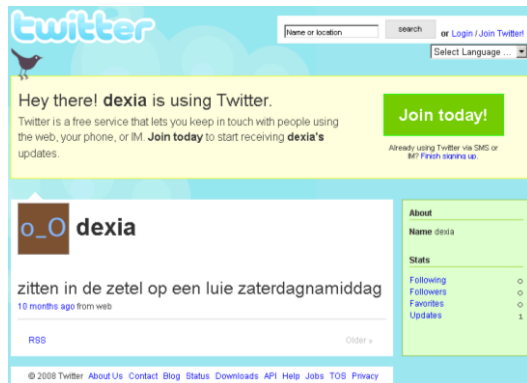 twitter
Name or location
search
or Login / Join Twitter!
Select Language ...
Hey there! dexia is using Twitter.
Twitter is a free service that lets you keep in touch with people using
the web, your phone, or IM. Join today to start receiving dexia's
updates.
Join today!
Already using Twitter via SMS or
IM? Finish signing up.
o_O dexia
zitten in de zetel op een luie zaterdagnamiddag
10 months ago from web
RSS
Older »
About
Name dexia
Stats
Following 0
Followers 0
Favorites 0
Updates 1
© 2008 Twitter About Us Contact Blog Status Downloads API Help Jobs TOS Privacy